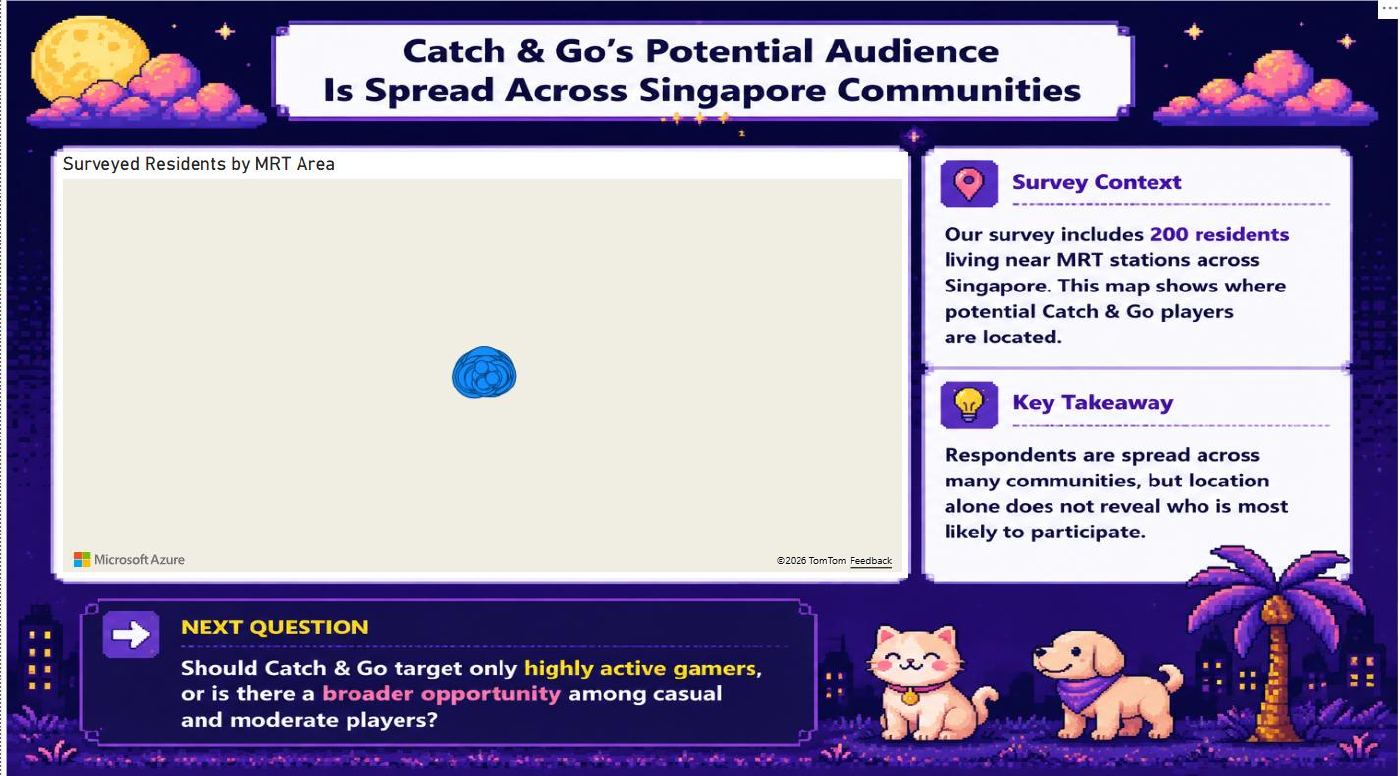 Catch & Go’s Potential Audience
Is Spread Across Singapore Communities
Surveyed Residents by MRT Area
Microsoft Azure
©2026 TomTom Feedback
Survey Context
Our survey includes 200 residents
living near MRT stations across
Singapore. This map shows where
potential Catch & Go players
are located.
Key Takeaway
Respondents are spread across
many communities, but location
alone does not reveal who is most
likely to participate.
NEXT QUESTION
Should Catch & Go target only highly active gamers,
or is there a broader opportunity among casual
and moderate players?